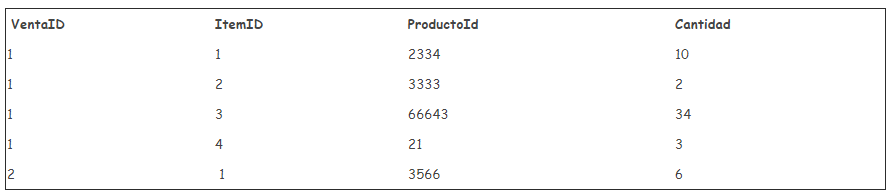 VentaID ItemID ProductoId Cantidad
1 1 2334 10
1 2 3333 2
1 3 66643 34
1 4 21 3
2 1 3566 6